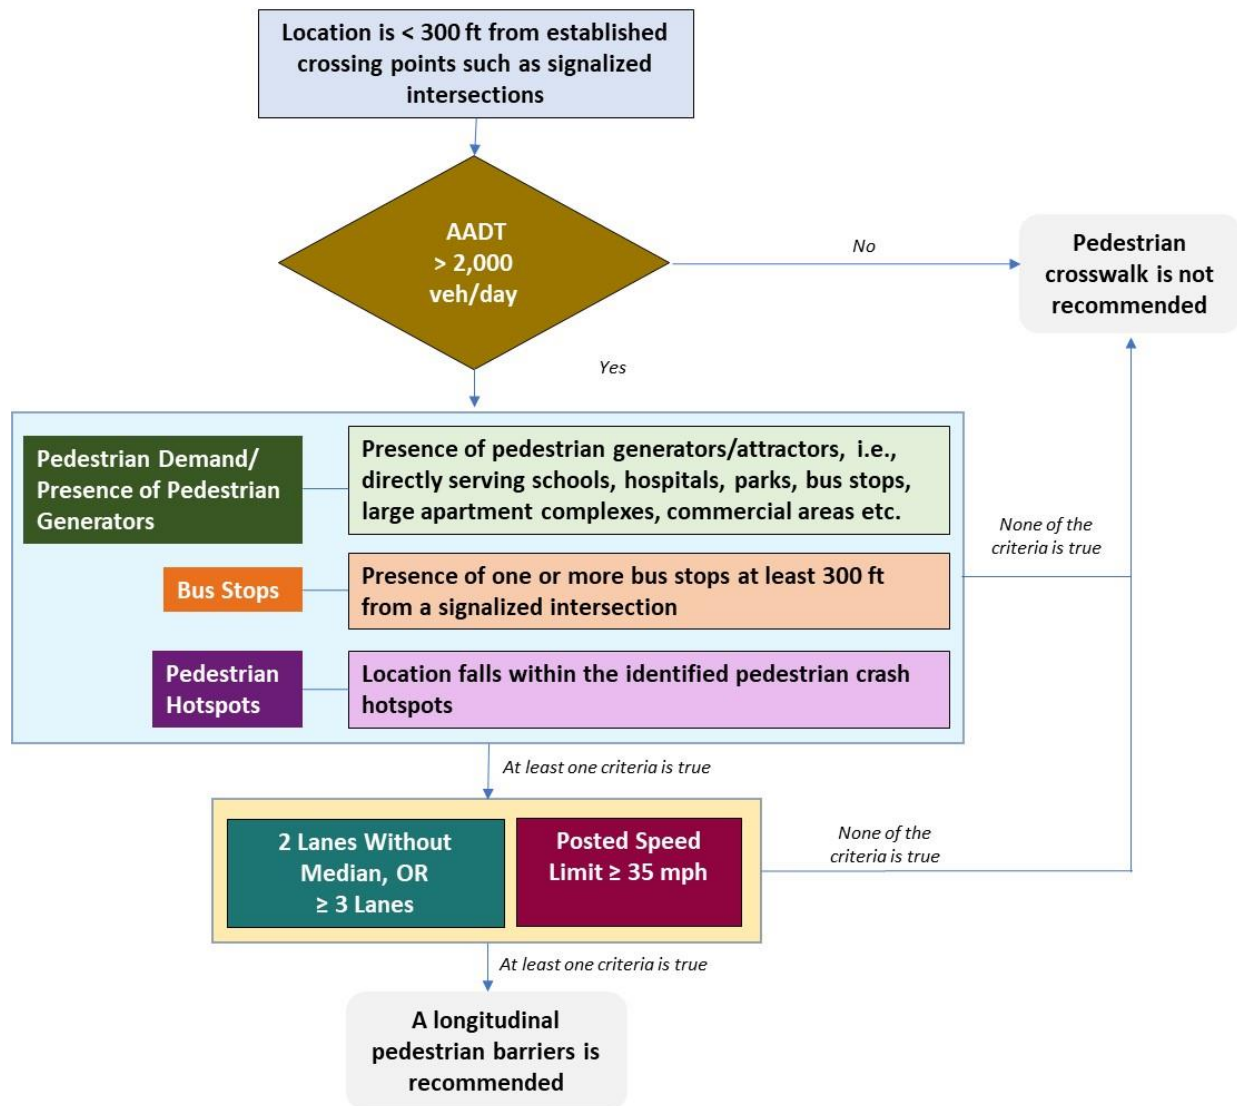 Location is < 300 ft from established
crossing points such as signalized
intersections
AADT
> 2,000
veh/day
No
Pedestrian
crosswalk is not
recommended
Yes
Pedestrian Demand/
Presence of Pedestrian
Generators
Presence of pedestrian generators/attractors, i.e.,
directly serving schools, hospitals, parks, bus stops,
large apartment complexes, commercial areas etc.
None of the
criteria is true
Bus Stops
Presence of one or more bus stops at least 300 ft
from a signalized intersection
Pedestrian
Hotspots
Location falls within the identified pedestrian crash
hotspots
At least one criteria is true
2 Lanes Without
Median, OR
≥ 3 Lanes
Posted Speed
Limit ≥ 35 mph
None of the
criteria is true
At least one criteria is true
A longitudinal
pedestrian barriers is
recommended